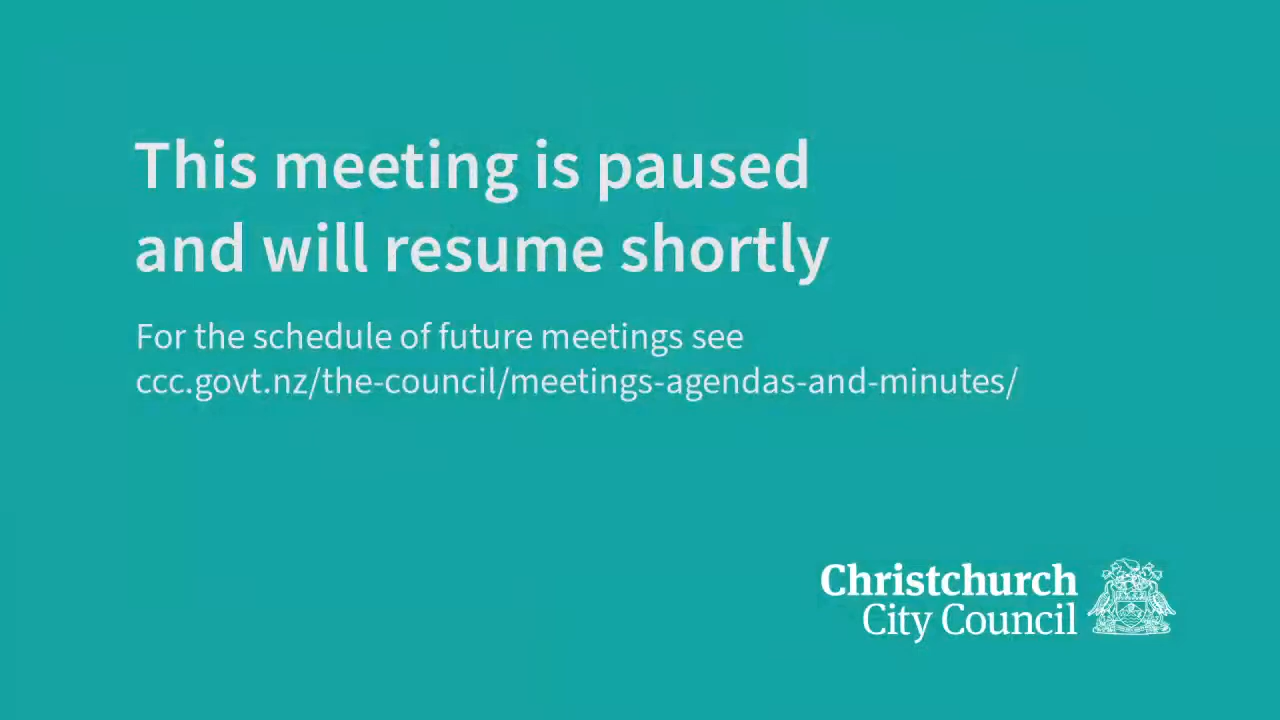 This meeting is paused
and will resume shortly
For the schedule of future meetings see
ccc.govt.nz/the-council/meetings-agendas-and-minutes/
Christchurch
City Council